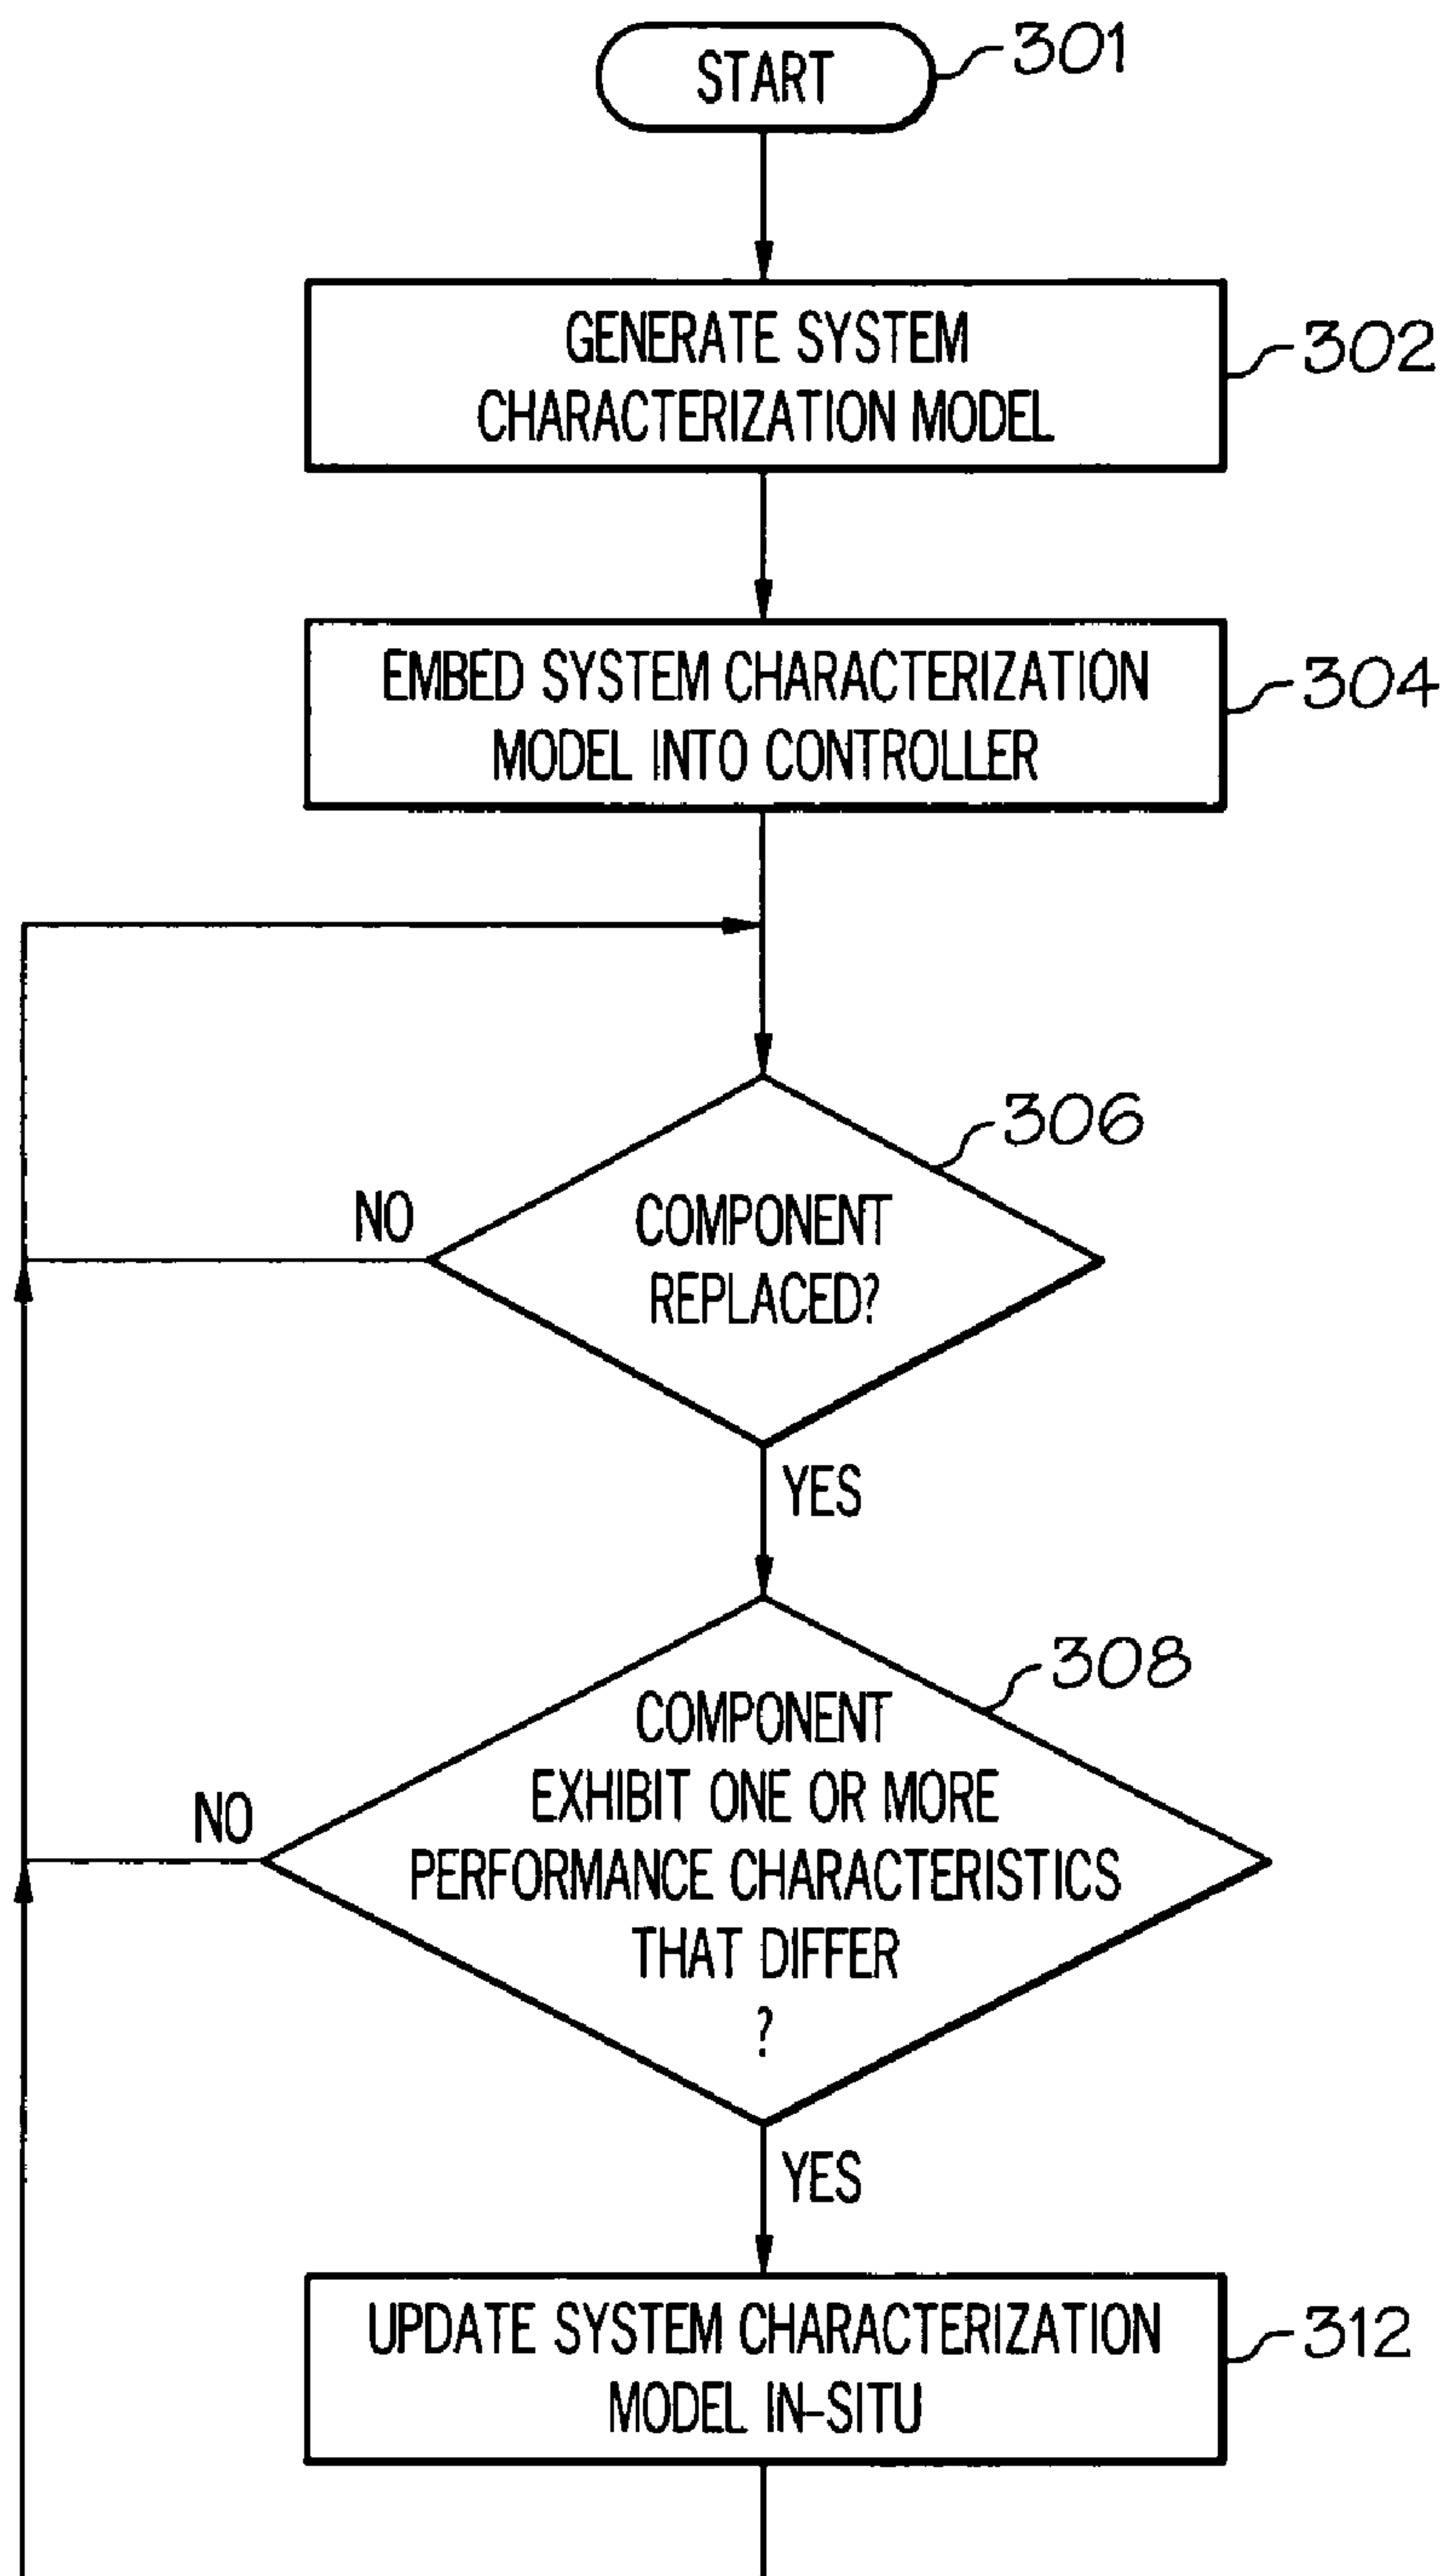 START
301
GENERATE SYSTEM
CHARACTERIZATION MODEL
302
EMBED SYSTEM CHARACTERIZATION
MODEL INTO CONTROLLER
304
306
COMPONENT
REPLACED?
NO
YES
308
COMPONENT
EXHIBIT ONE OR MORE
PERFORMANCE CHARACTERISTICS
THAT DIFFER
?
NO
YES
UPDATE SYSTEM CHARACTERIZATION
MODEL IN-SITU
312